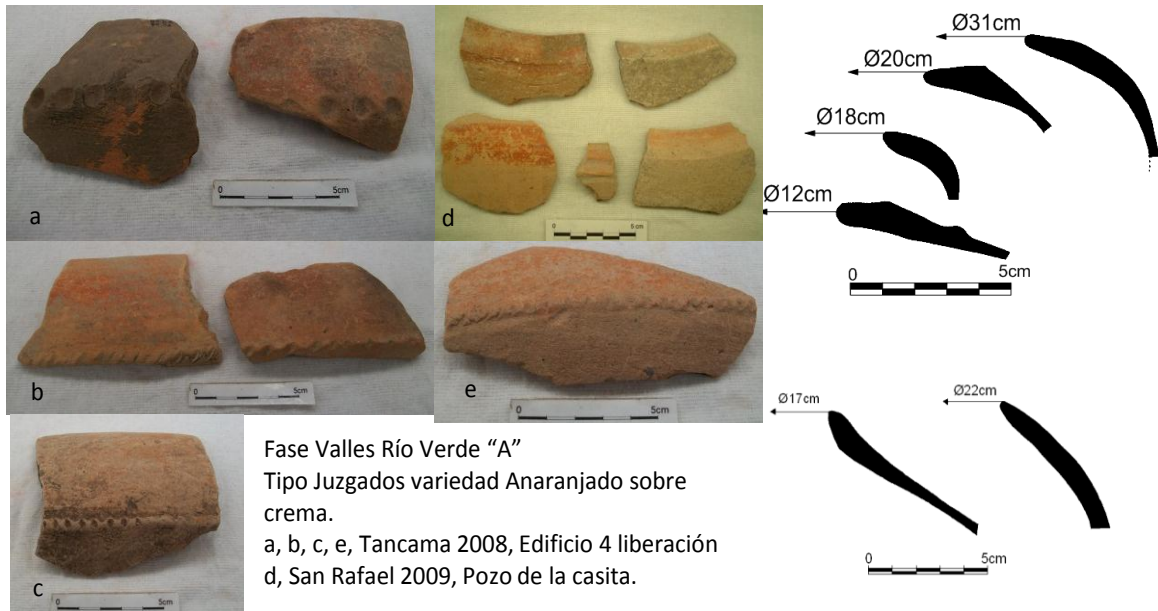 a
0 5cm
d
0 5cm
b
0 5cm
e
0 5cm
c
0 5cm
Fase Valles Río Verde “A”
Tipo Juzgados variedad Anaranjado sobre
crema.
a, b, c, e, Tancama 2008, Edificio 4 liberación
d, San Rafael 2009, Pozo de la casita.
Ø31cm
Ø20cm
Ø18cm
Ø12cm
0 5cm
Ø17cm
Ø22cm
0 5cm